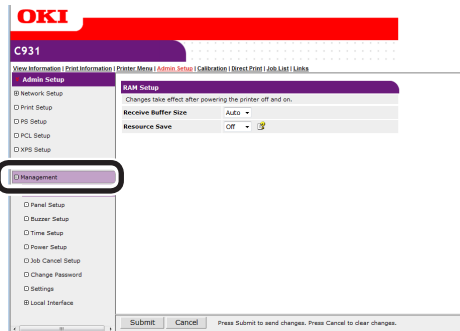 OKI
C931
View Information | Print Information | Printer Menu | Admin Setup | Calibration | Direct Print | Job List | Links
Admin Setup
Network Setup
Print Setup
PS Setup
PCL Setup
XPS Setup
Management
Panel Setup
Buzzer Setup
Time Setup
Power Setup
Job Cancel Setup
Change Password
Settings
Local Interface
RAM Setup
Changes take effect after powering the printer off and on.
Receive Buffer Size Auto
Resource Save Off
Submit Cancel Press Submit to send changes. Press Cancel to clear changes.